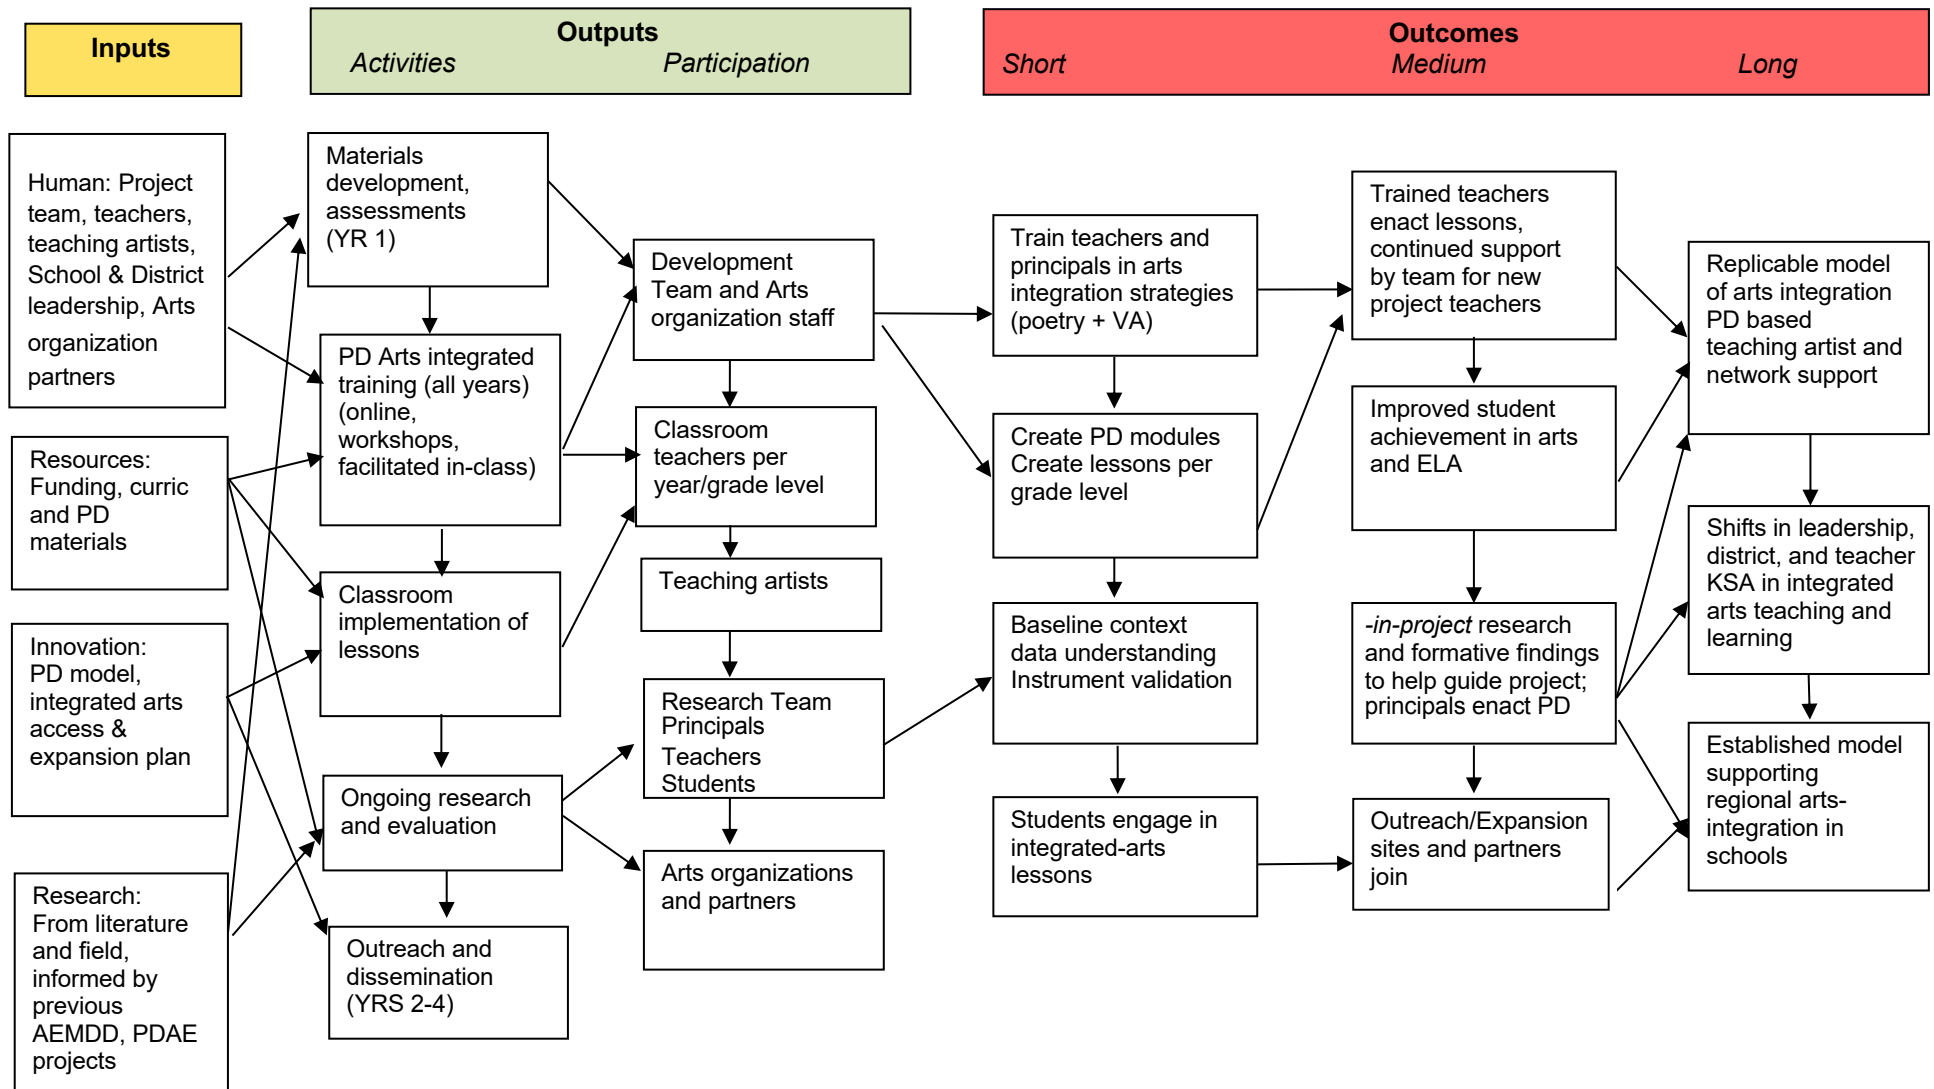 Inputs
Outputs
Activities
Participation
Outcomes
Short
Medium
Long
Human: Project
team, teachers,
teaching artists,
School & District
leadership, Arts
organization
partners
Resources:
Funding, curric
and PD
materials
Innovation:
PD model,
integrated arts
access &
expansion plan
Research:
From literature
and field,
informed by
previous
AEMDD, PDAE
projects
Materials
development,
assessments
(YR 1)
PD Arts integrated
training (all years)
(online,
workshops,
facilitated in-class)
Classroom
implementation of
lessons
Ongoing research
and evaluation
Outreach and
dissemination
(YRS 2-4)
Development
Team and Arts
organization staff
Classroom
teachers per
year/grade level
Teaching artists
Research Team
Principals
Teachers
Students
Arts organizations
and partners
Train teachers and
principals in arts
integration strategies
(poetry + VA)
Create PD modules
Create lessons per
grade level
Baseline context
data understanding
Instrument validation
Students engage in
integrated-arts
lessons
Trained teachers
enact lessons,
continued support
by team for new
project teachers
Improved student
achievement in arts
and ELA
-in-project research
and formative findings
to help guide project;
principals enact PD
Outreach/Expansion
sites and partners
join
Replicable model
of arts integration
PD based
teaching artist and
network support
Shifts in leadership,
district, and teacher
KSA in integrated
arts teaching and
learning
Established model
supporting
regional arts-
integration in
schools